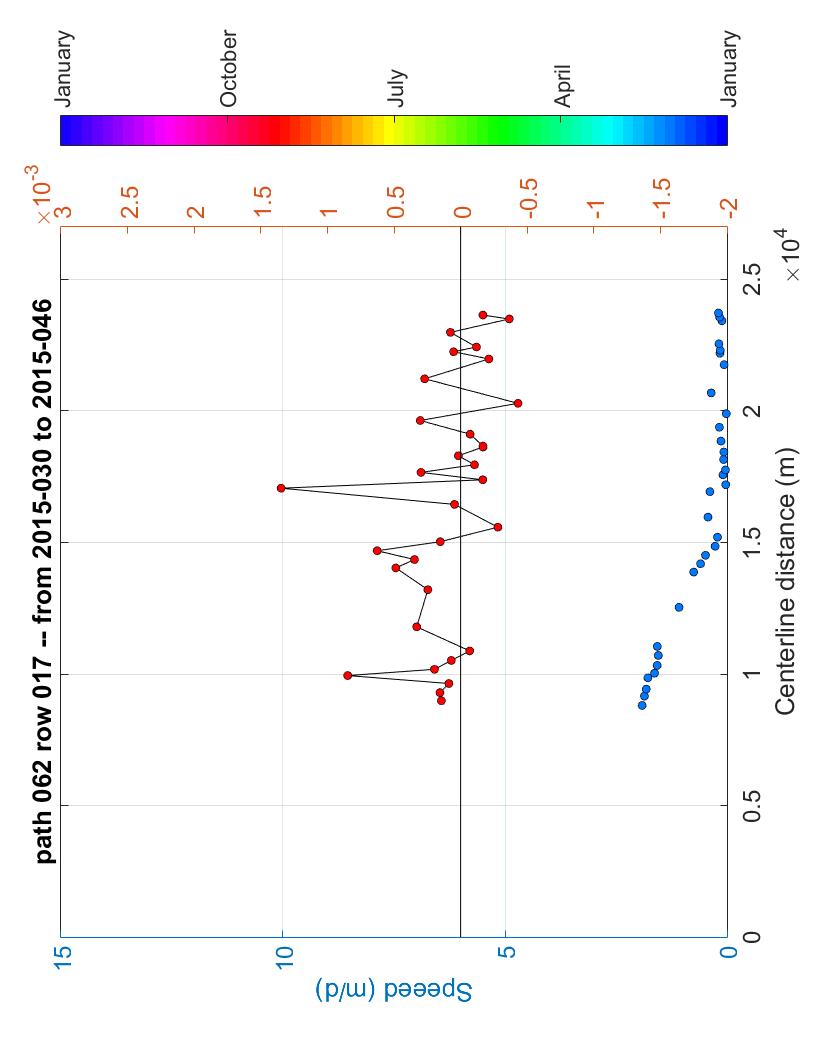 path 062 row 017 -- from 2015-030 to 2015-046
Speeed (m/d)
15
10
5
0
0
0.5
1
1.5
2
2.5
×10^4
Centerline distance (m)
×10^-3
3
2.5
2
1.5
1
0.5
0
-0.5
-1
-1.5
-2
January
October
July
April
January